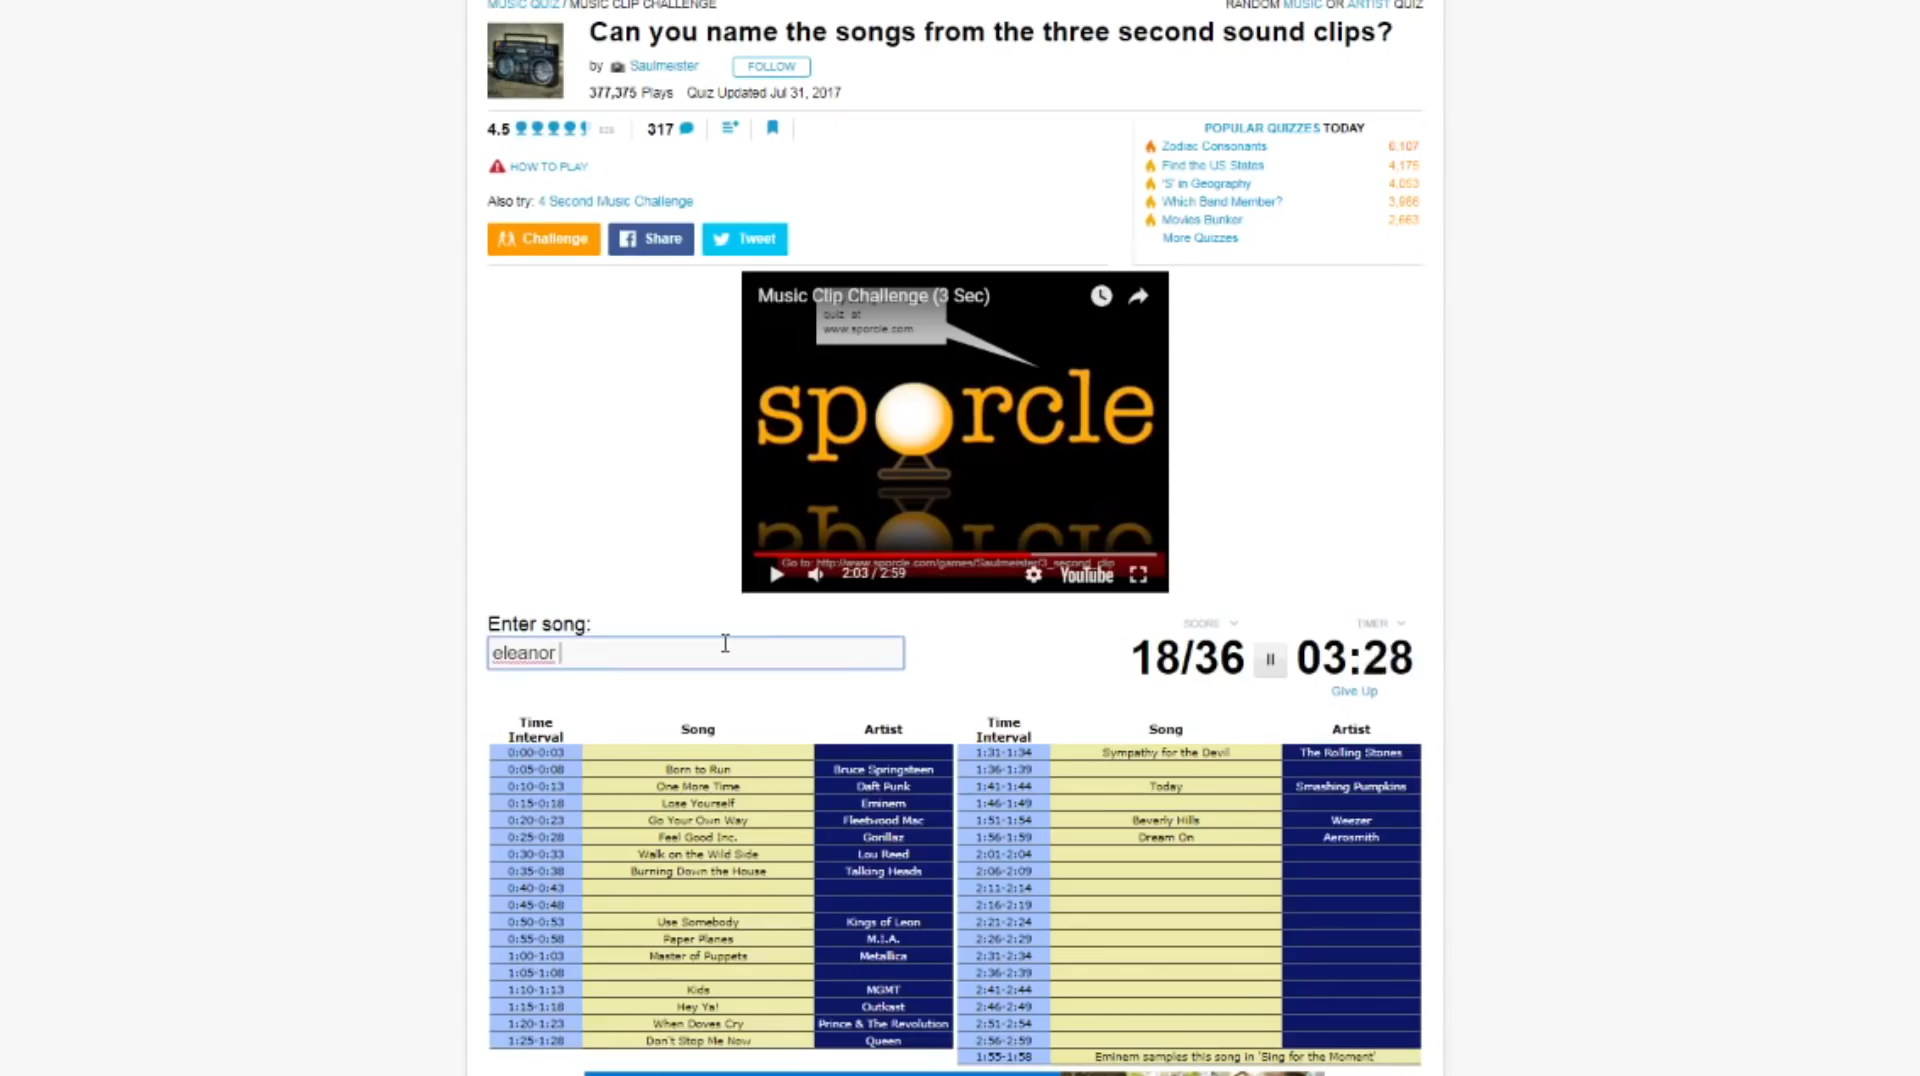 MUSIC QUIZ / MUSIC CLIP CHALLENGE
RANDOM MUSIC OR ARTIST QUIZ
Can you name the songs from the three second sound clips?
by Saulmeister FOLLOW
377,375 Plays Quiz Updated Jul 31, 2017
4.5 317
HOW TO PLAY
Also try: 4 Second Music Challenge
Challenge Share Tweet
POPULAR QUIZZES TODAY
Zodiac Consonants 6,107
Find the US States 4,175
'S' in Geography 4,053
Which Band Member? 3,986
Movies Bunker 2,663
More Quizzes
Music Clip Challenge (3 Sec)
quiz at
www.sporcle.com
sporcle
Go to: http://www.sporcle.com/games/Saulmeister/3_second_clip
2:03 / 2:59 YouTube
Enter song:
eleanor
SCORE TIMER
18/36 03:28
Give Up
Time Interval Song Artist
0:00-0:03
0:05-0:08 Born to Run Bruce Springsteen
0:10-0:13 One More Time Daft Punk
0:15-0:18 Lose Yourself Eminem
0:20-0:23 Go Your Own Way Fleetwood Mac
0:25-0:28 Feel Good Inc. Gorillaz
0:30-0:33 Walk on the Wild Side Lou Reed
0:35-0:38 Burning Down the House Talking Heads
0:40-0:43
0:45-0:48
0:50-0:53 Use Somebody Kings of Leon
0:55-0:58 Paper Planes M.I.A.
1:00-1:03 Master of Puppets Metallica
1:05-1:08
1:10-1:13 Kids MGMT
1:15-1:18 Hey Ya! Outkast
1:20-1:23 When Doves Cry Prince & The Revolution
1:25-1:28 Don't Stop Me Now Queen
Time Interval Song Artist
1:31-1:34 Sympathy for the Devil The Rolling Stones
1:36-1:39
1:41-1:44 Today Smashing Pumpkins
1:46-1:49
1:51-1:54 Beverly Hills Weezer
1:56-1:59 Dream On Aerosmith
2:01-2:04
2:06-2:09
2:11-2:14
2:16-2:19
2:21-2:24
2:26-2:29
2:31-2:34
2:36-2:39
2:41-2:44
2:46-2:49
2:51-2:54
2:56-2:59
1:55-1:58 Eminem samples this song in 'Sing for the Moment'